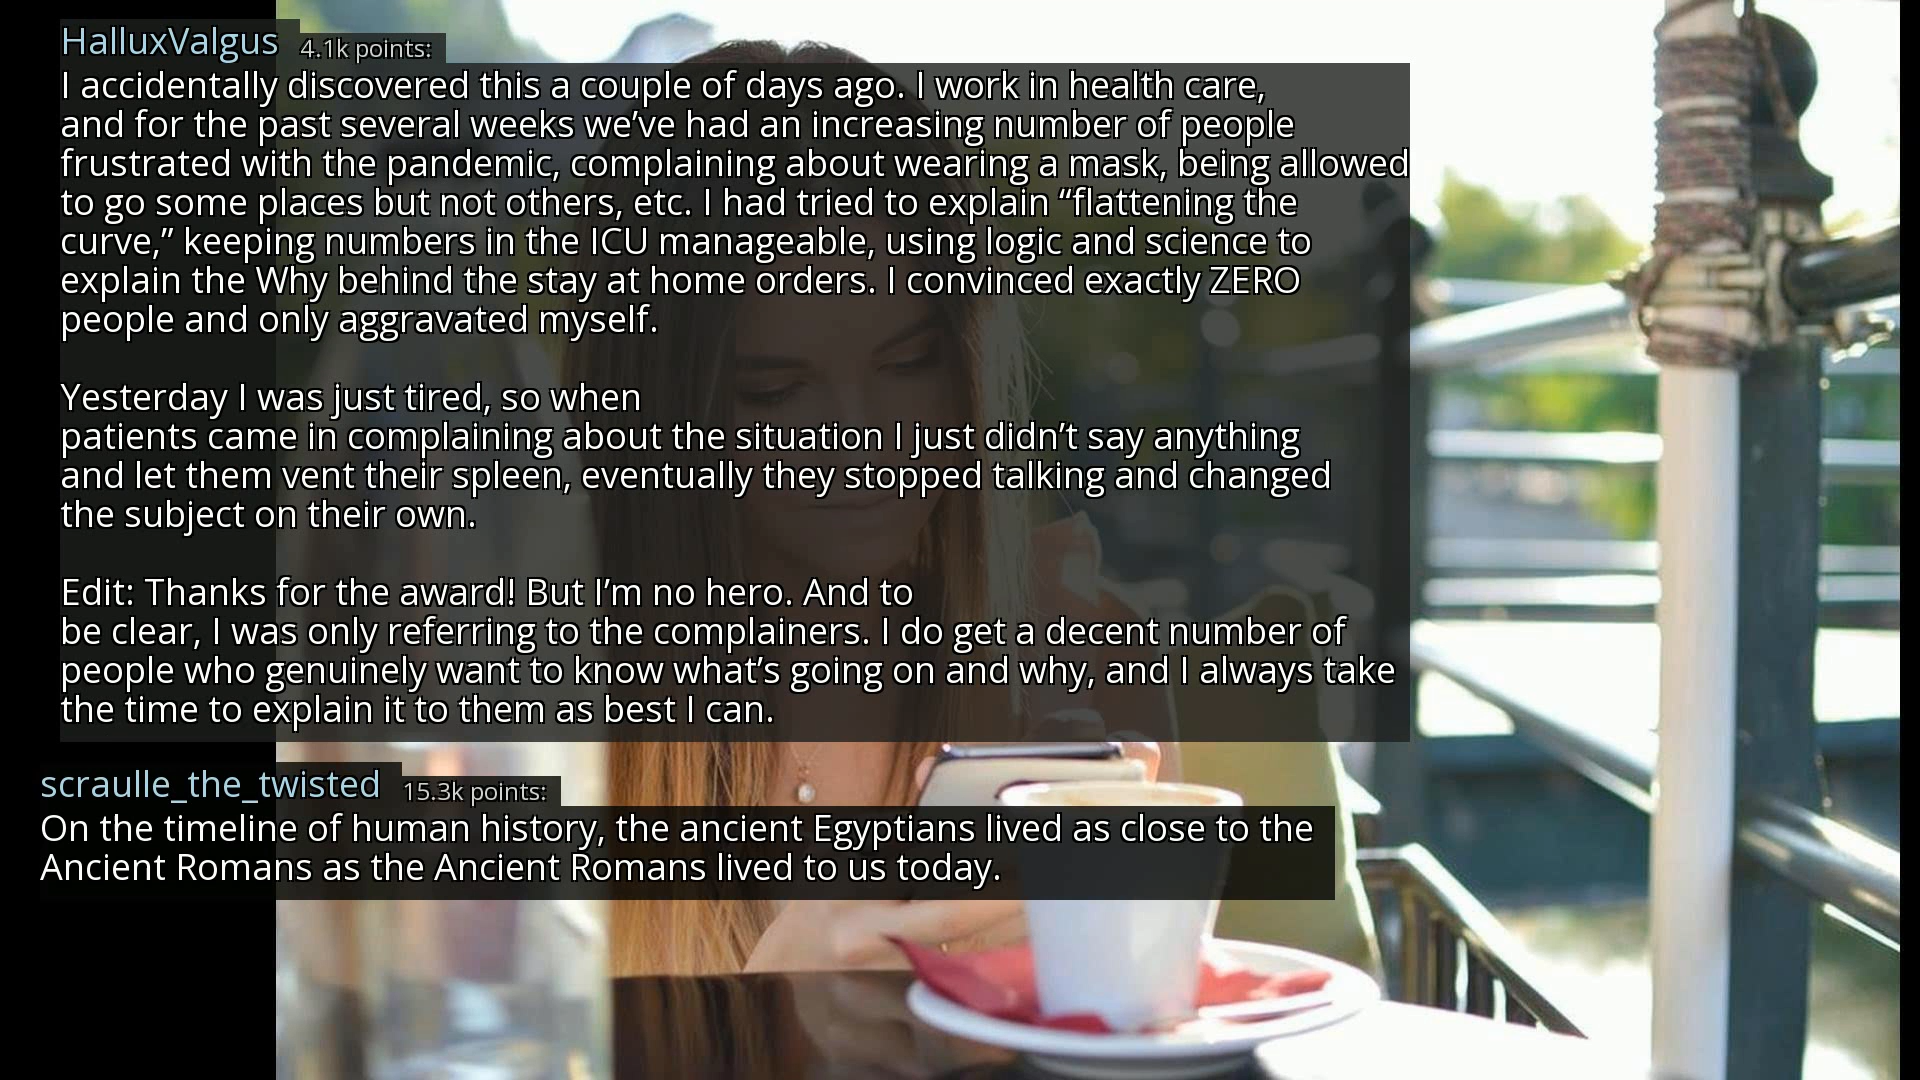 HalluxValgus 4.1k points:
I accidentally discovered this a couple of days ago. I work in health care,
and for the past several weeks we’ve had an increasing number of people
frustrated with the pandemic, complaining about wearing a mask, being allowed
to go some places but not others, etc. I had tried to explain “flattening the
curve,” keeping numbers in the ICU manageable, using logic and science to
explain the Why behind the stay at home orders. I convinced exactly ZERO
people and only aggravated myself.
Yesterday I was just tired, so when
patients came in complaining about the situation I just didn’t say anything
and let them vent their spleen, eventually they stopped talking and changed
the subject on their own.
Edit: Thanks for the award! But I’m no hero. And to
be clear, I was only referring to the complainers. I do get a decent number of
people who genuinely want to know what’s going on and why, and I always take
the time to explain it to them as best I can.
scraulle_the_twisted 15.3k points:
On the timeline of human history, the ancient Egyptians lived as close to the
Ancient Romans as the Ancient Romans lived to us today.